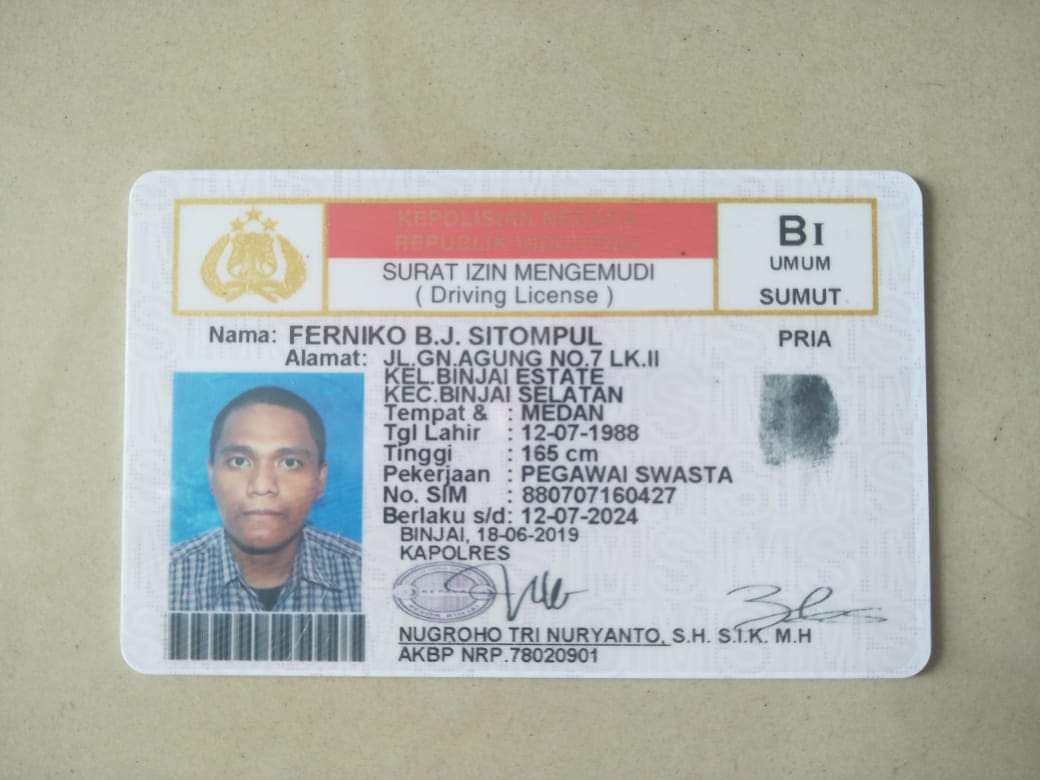 KEPOLISIAN NEGARA
REPUBLIK INDONESIA
SURAT IZIN MENGEMUDI
( Driving License )
BI
UMUM
SUMUT
Nama: FERNIKO B.J. SITOMPUL
PRIA
Alamat: JL.GN.AGUNG NO.7 LK.II
KEL.BINJAI ESTATE
KEC.BINJAI SELATAN
Tempat & : MEDAN
Tgl Lahir : 12-07-1988
Tinggi : 165 cm
Pekerjaan : PEGAWAI SWASTA
No. SIM : 880707160427
Berlaku s/d: 12-07-2024
BINJAI, 18-06-2019
KAPOLRES
NUGROHO TRI NURYANTO, S.H. S.I.K. M.H
AKBP NRP.78020901